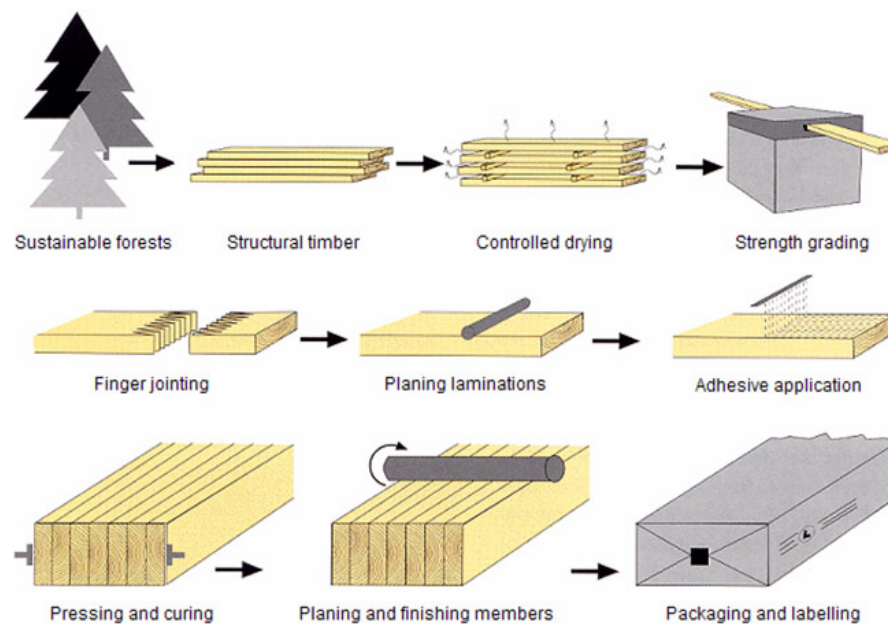 Sustainable forests
Structural timber
Controlled drying
Strength grading
Finger jointing
Planing laminations
Adhesive application
Pressing and curing
Planing and finishing members
Packaging and labelling